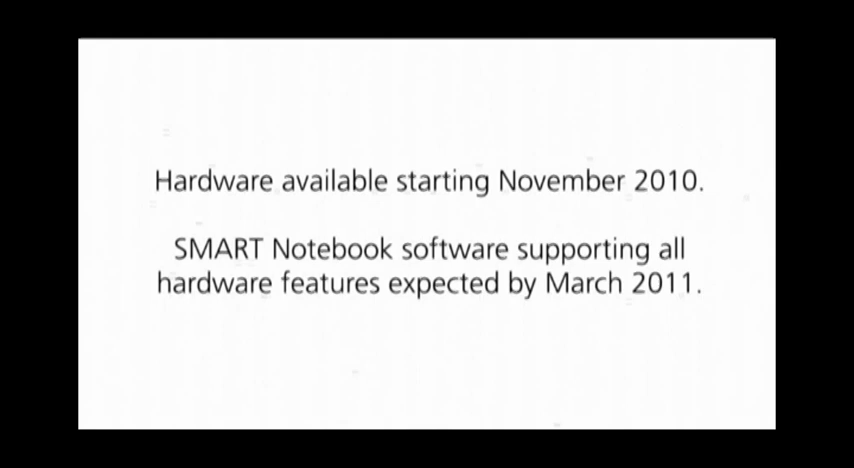 Hardware available starting November 2010.
SMART Notebook software supporting all
hardware features expected by March 2011.